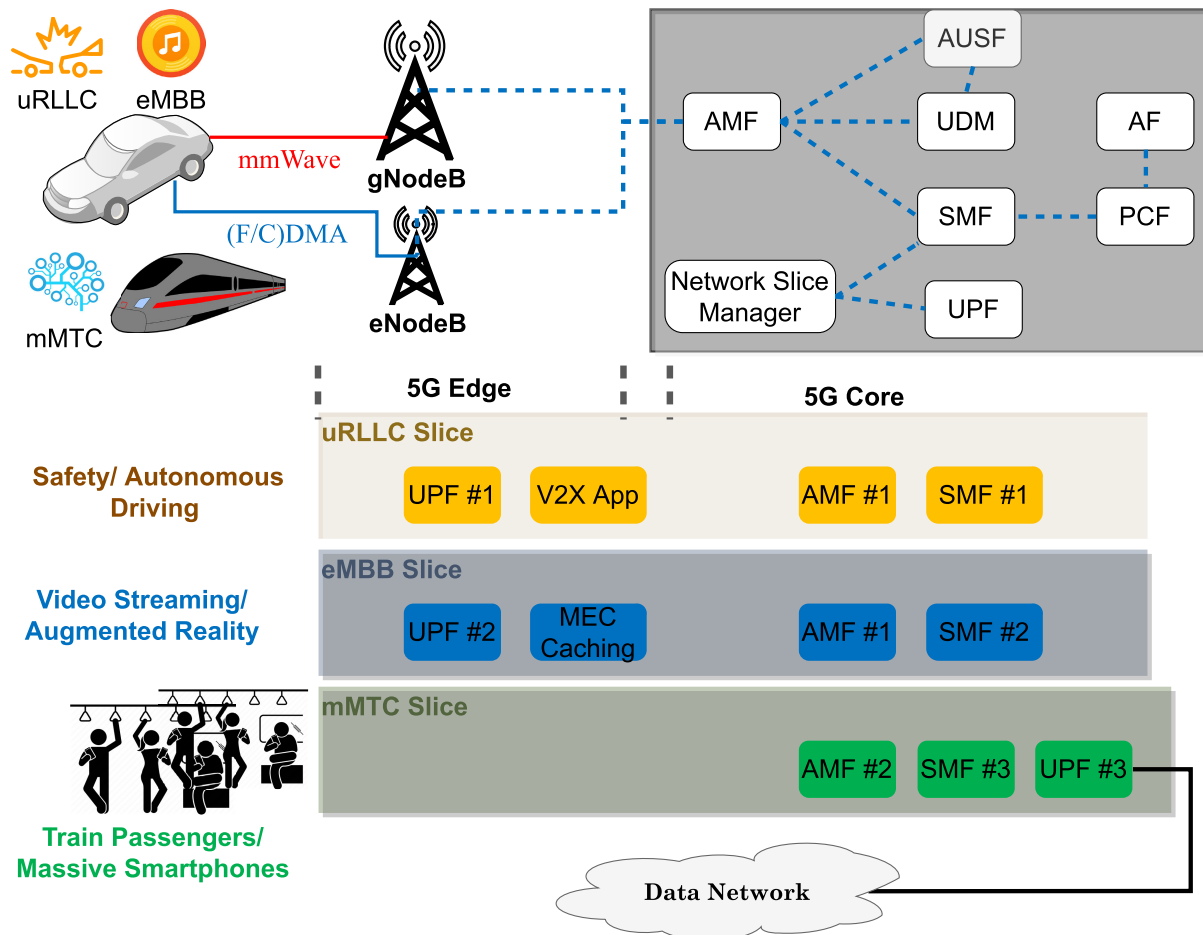 uRLLC
eMBB
mmWave
gNodeB
(F/C)DMA
eNodeB
mMTC
AUSF
AMF
UDM
AF
SMF
PCF
Network Slice
Manager
UPF
5G Edge
5G Core
uRLLC Slice
Safety/ Autonomous
Driving
UPF #1
V2X App
AMF #1
SMF #1
eMBB Slice
Video Streaming/
Augmented Reality
UPF #2
MEC
Caching
AMF #1
SMF #2
mMTC Slice
AMF #2
SMF #3
UPF #3
Train Passengers/
Massive Smartphones
Data Network